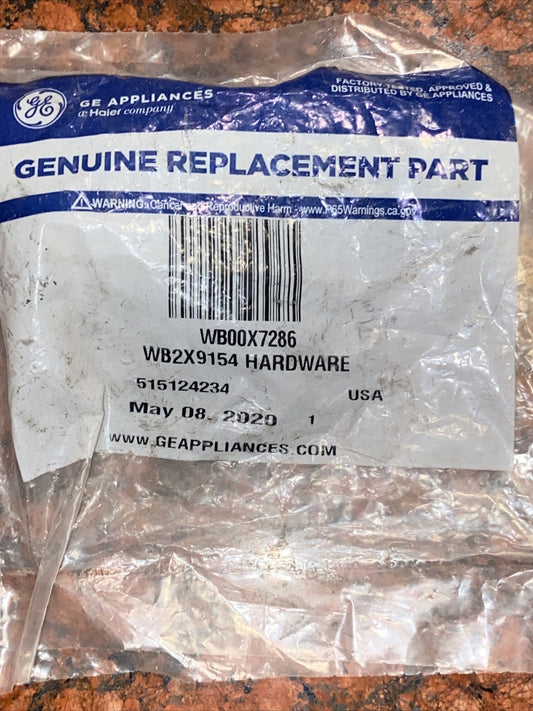 GE
GE APPLIANCES
a Haier company
FACTORY TESTED, APPROVED &
DISTRIBUTED BY GE APPLIANCES
GENUINE REPLACEMENT PART
WARNING: Cancer and Reproductive Harm - www.P65Warnings.ca.gov
WB00X7286
WB2X9154 HARDWARE
515124234
USA
May 08, 2020 1
WWW.GEAPPLIANCES.COM